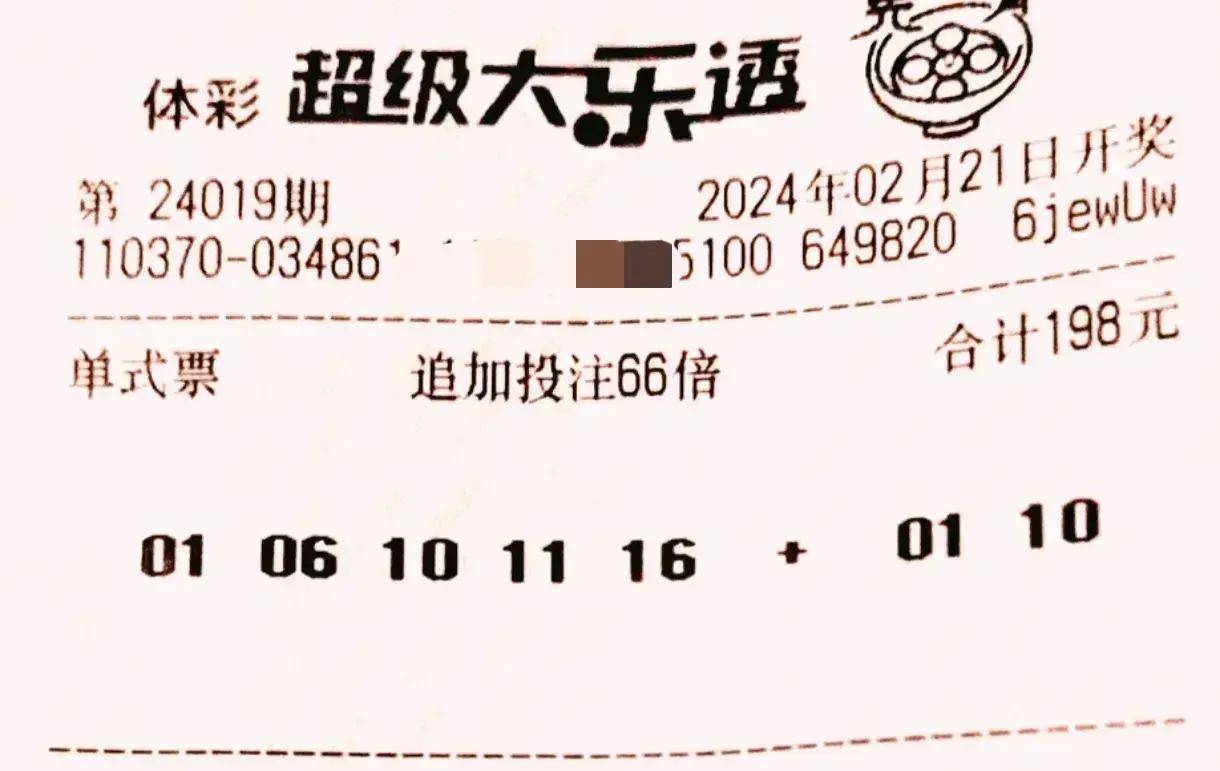 体彩 超级大乐透
第 24019期 2024年02月21日开奖
110370-03486 5100 649820 6jewUw
单式票 追加投注66倍 合计198元
01 06 10 11 16 + 01 10